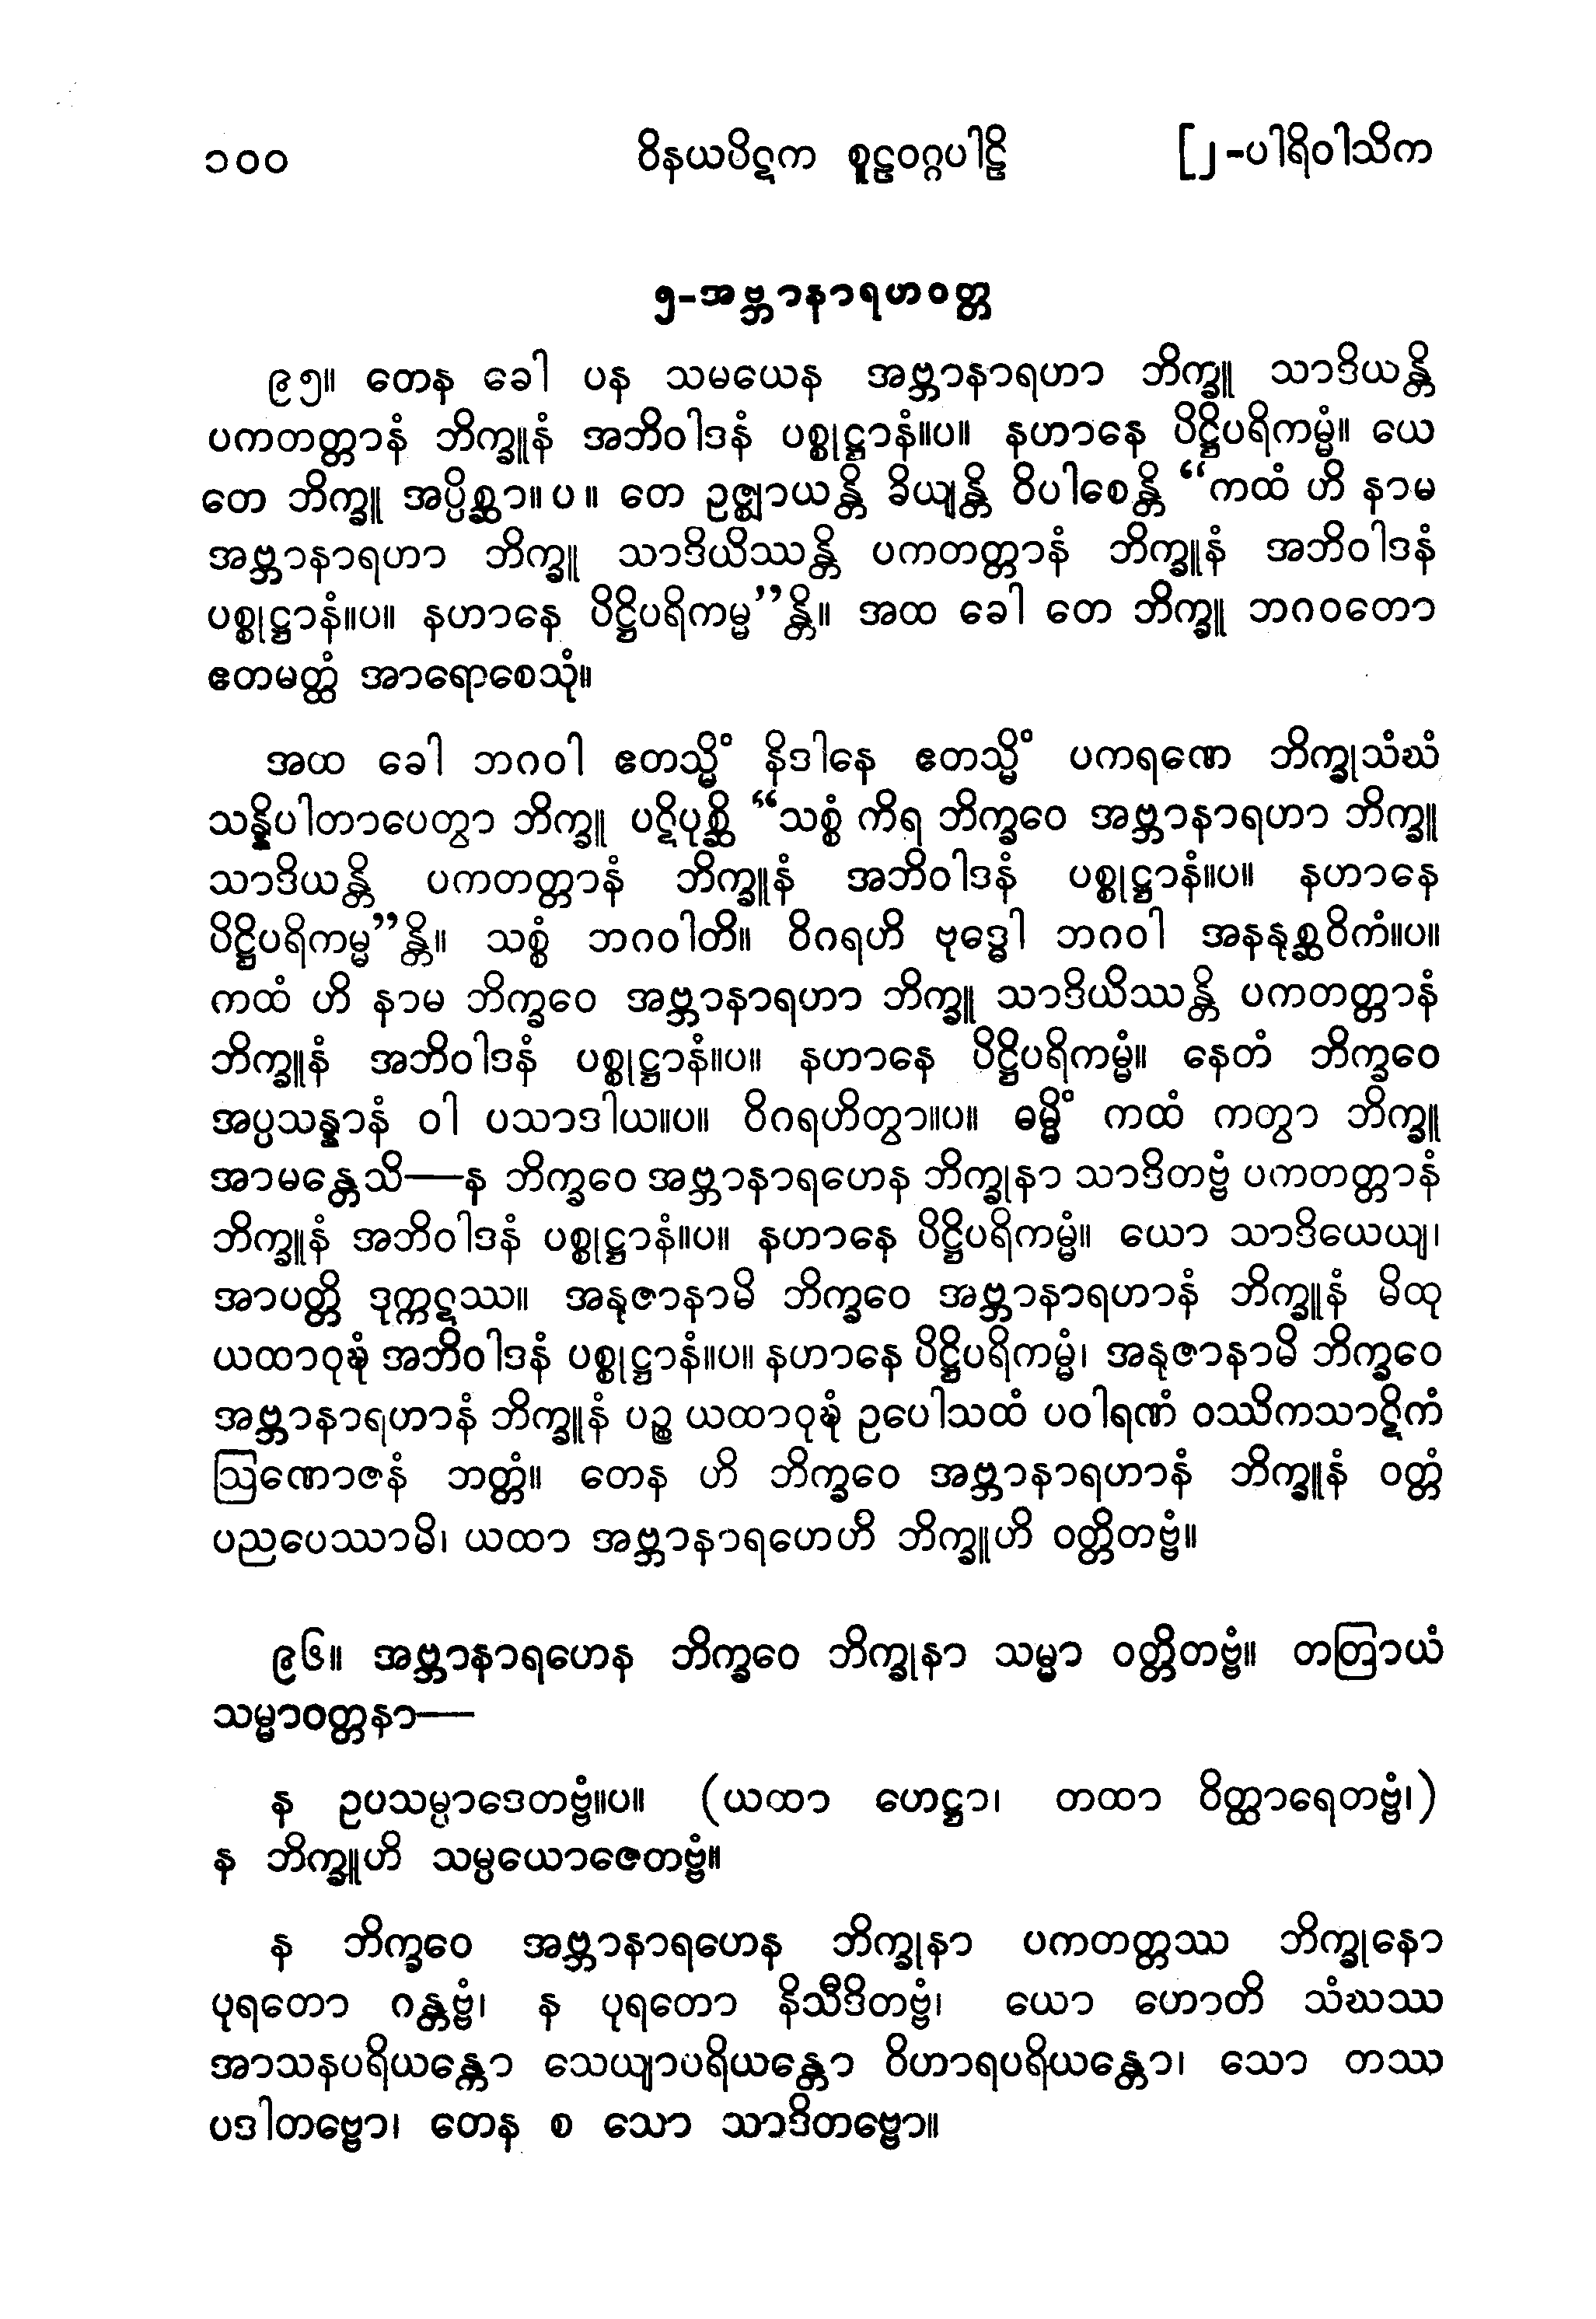 ၁၀၀ ဝိနယပိဋက စူဠဝဂ္ဂပါဠိ [၂-ပါရိဝါသိက
၅-အဗ္ဘာနာရဟဝတ္တ
၉၅။ တေန ခေါ ပန သမယေန အဗ္ဘာနာရဟာ ဘိက္ခူ သာဒိယန္တိ
ပကတတ္တာနံ ဘိက္ခူနံ အဘိဝါဒနံ ပစ္စုဋ္ဌာနံ။ပ။ နဟာနေ ပိဋ္ဌိပရိကမ္မံ။ ယေ
တေ ဘိက္ခူ အပ္ပိစ္ဆာ။ပ။ တေ ဥဇ္ဈာယန္တိ ခိယျန္တိ ဝိပါစေန္တိ “ကထံ ဟိ နာမ
အဗ္ဘာနာရဟာ ဘိက္ခူ သာဒိယိဿန္တိ ပကတတ္တာနံ ဘိက္ခူနံ အဘိဝါဒနံ
ပစ္စုဋ္ဌာနံ။ပ။ နဟာနေ ပိဋ္ဌိပရိကမ္မ”န္တိ။ အထ ခေါ တေ ဘိက္ခူ ဘဂဝတော
ဧတမတ္ထံ အာရောစေသုံ။
အထ ခေါ ဘဂဝါ ဧတသ္မိံ နိဒါနေ ဧတသ္မိံ ပကရဏေ ဘိက္ခုသံဃံ
သန္နိပါတာပေတွာ ဘိက္ခူ ပဋိပုစ္ဆိ “သစ္စံ ကိရ ဘိက္ခဝေ အဗ္ဘာနာရဟာ ဘိက္ခူ
သာဒိယန္တိ ပကတတ္တာနံ ဘိက္ခူနံ အဘိဝါဒနံ ပစ္စုဋ္ဌာနံ။ပ။ နဟာနေ
ပိဋ္ဌိပရိကမ္မ”န္တိ။ သစ္စံ ဘဂဝါတိ။ ဝိဂရဟိ ဗုဒ္ဓေါ ဘဂဝါ အနနုစ္ဆဝိကံ။ပ။
ကထံ ဟိ နာမ ဘိက္ခဝေ အဗ္ဘာနာရဟာ ဘိက္ခူ သာဒိယိဿန္တိ ပကတတ္တာနံ
ဘိက္ခူနံ အဘိဝါဒနံ ပစ္စုဋ္ဌာနံ။ပ။ နဟာနေ ပိဋ္ဌိပရိကမ္မံ။ နေတံ ဘိက္ခဝေ
အပ္ပသန္နာနံ ဝါ ပသာဒါယ။ပ။ ဝိဂရဟိတွာ။ပ။ ဓမ္မိံ ကထံ ကတွာ ဘိက္ခူ
အာမန္တေသိ—န ဘိက္ခဝေ အဗ္ဘာနာရဟေန ဘိက္ခုနာ သာဒိတဗ္ဗံ ပကတတ္တာနံ
ဘိက္ခူနံ အဘိဝါဒနံ ပစ္စုဋ္ဌာနံ။ပ။ နဟာနေ ပိဋ္ဌိပရိကမ္မံ။ ယော သာဒိယေယျ၊
အာပတ္တိ ဒုက္ကဋဿ။ အနုဇာနာမိ ဘိက္ခဝေ အဗ္ဘာနာရဟာနံ ဘိက္ခူနံ မိထု
ယထာဝုဍ္ဎံ အဘိဝါဒနံ ပစ္စုဋ္ဌာနံ။ပ။ နဟာနေ ပိဋ္ဌိပရိကမ္မံ၊ အနုဇာနာမိ ဘိက္ခဝေ
အဗ္ဘာနာရဟာနံ ဘိက္ခူနံ ပဉ္စ ယထာဝုဍ္ဎံ ဥပေါသထံ ပဝါရဏံ ဝဿိကသာဋိကံ
ဩဏောဇနံ ဘတ္တံ။ တေန ဟိ ဘိက္ခဝေ အဗ္ဘာနာရဟာနံ ဘိက္ခူနံ ဝတ္တံ
ပညပေဿာမိ၊ ယထာ အဗ္ဘာနာရဟေဟိ ဘိက္ခူဟိ ဝတ္တိတဗ္ဗံ။
၉၆။ အဗ္ဘာနာရဟေန ဘိက္ခဝေ ဘိက္ခုနာ သမ္မာ ဝတ္တိတဗ္ဗံ။ တတြာယံ
သမ္မာဝတ္တနာ—
န ဥပသမ္ပာဒေတဗ္ဗံ။ပ။ (ယထာ ဟေဋ္ဌာ၊ တထာ ဝိတ္ထာရေတဗ္ဗံ၊)
န ဘိက္ခူဟိ သမ္ပယောဇေတဗ္ဗံ။
န ဘိက္ခဝေ အဗ္ဘာနာရဟေန ဘိက္ခုနာ ပကတတ္တဿ ဘိက္ခုနော
ပုရတော ဂန္တဗ္ဗံ၊ န ပုရတော နိသီဒိတဗ္ဗံ၊ ယော ဟောတိ သံဃဿ
အာသနပရိယန္တော သေယျာပရိယန္တော ဝိဟာရပရိယန္တော၊ သော တဿ
ပဒါတဗ္ဗော၊ တေန စ သော သာဒိတဗ္ဗော။